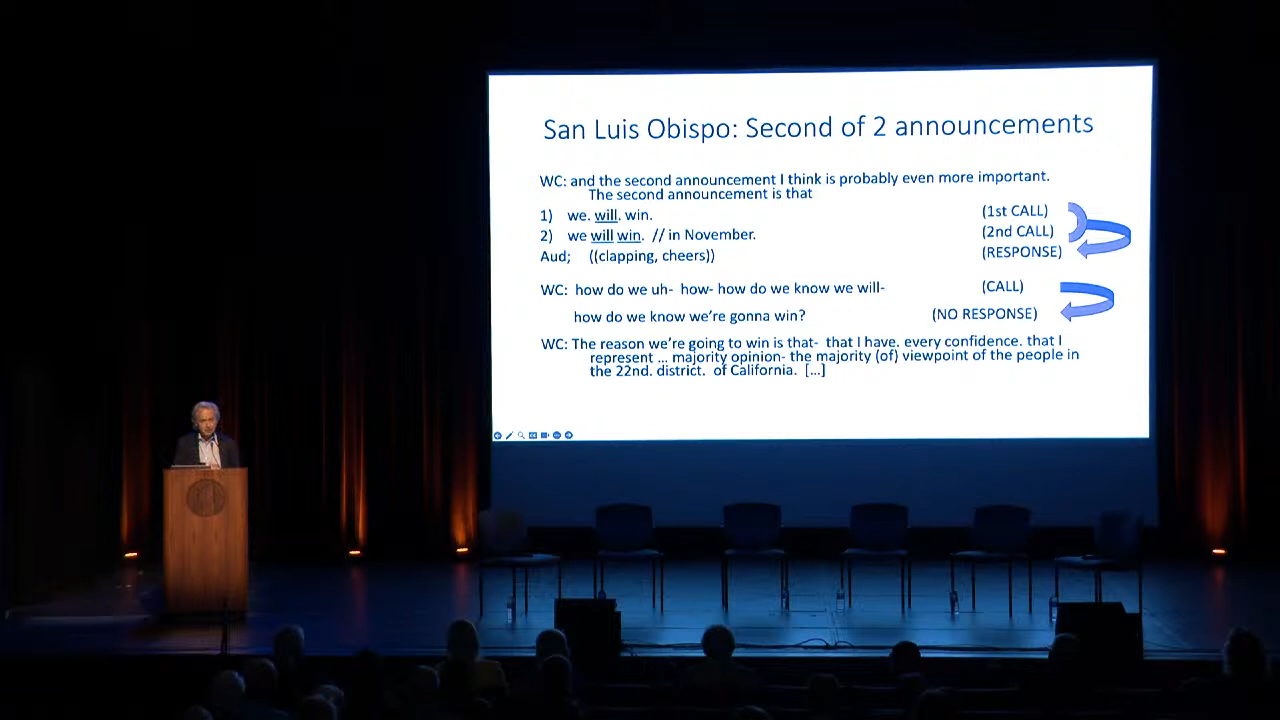 San Luis Obispo: Second of 2 announcements
WC: and the second announcement I think is probably even more important.
The second announcement is that
1) we. will. win. (1st CALL)
2) we will win. // in November. (2nd CALL)
Aud; ((clapping, cheers)) (RESPONSE)
WC: how do we uh- how- how do we know we will- (CALL)
how do we know we're gonna win? (NO RESPONSE)
WC: The reason we're going to win is that- that I have. every confidence. that I
represent ... majority opinion- the majority (of) viewpoint of the people in
the 22nd. district. of California. [...]